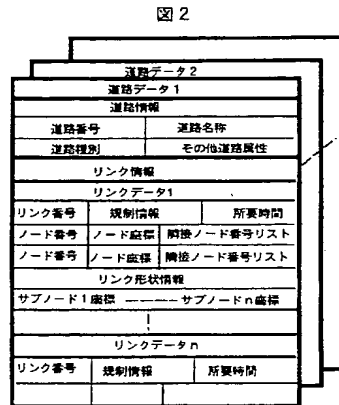 図2
道路データ2
道路データ1
道路情報
道路番号 道路名称
道路種別 その他道路属性
リンク情報
リンクデータ1
リンク番号 規制情報 所要時間
ノード番号 ノード座標 隣接ノード番号リスト
ノード番号 ノード座標 隣接ノード番号リスト
リンク形状情報
サブノード1座標 ――――― サブノードn座標
リンクデータn
リンク番号 規制情報 所要時間